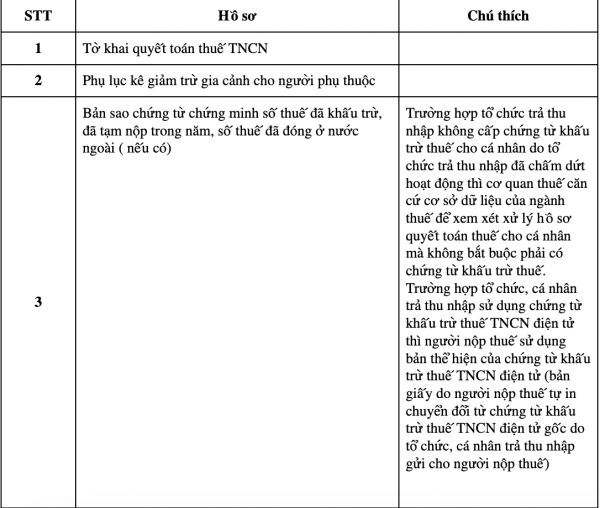 STT Hồ sơ Chú thích
1 Tờ khai quyết toán thuế TNCN
2 Phụ lục kê giảm trừ gia cảnh cho người phụ thuộc
3
Bản sao chứng từ chứng minh số thuế đã khấu trừ,
đã tạm nộp trong năm, số thuế đã đóng ở nước
ngoài ( nếu có)
Trường hợp tổ chức trả thu
nhập không cấp chứng từ khấu
trừ thuế cho cá nhân do tổ
chức trả thu nhập đã chấm dứt
hoạt động thì cơ quan thuế căn
cứ cơ sở dữ liệu của ngành
thuế để xem xét xử lý hồ sơ
quyết toán thuế cho cá nhân
mà không bắt buộc phải có
chứng từ khấu trừ thuế.
Trường hợp tổ chức, cá nhân
trả thu nhập sử dụng chứng từ
khấu trừ thuế TNCN điện tử
thì người nộp thuế sử dụng
bản thể hiện của chứng từ khấu
trừ thuế TNCN điện tử (bản
giấy do người nộp thuế tự in
chuyển đổi từ chứng từ khấu
trừ thuế TNCN điện tử gốc do
tổ chức, cá nhân trả thu nhập
gửi cho người nộp thuế)